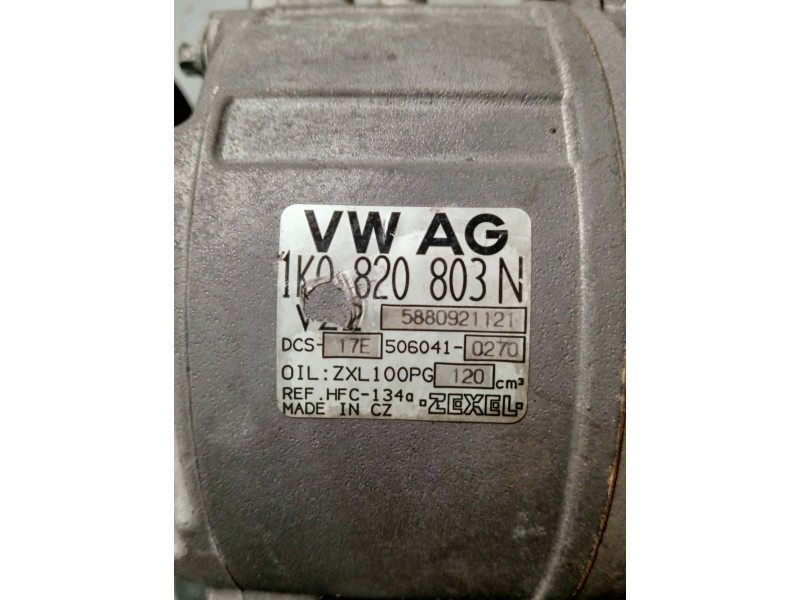 VW AG
1K0 820 803 N
5880921121
DCS- 17E 506041- 0270
OIL: ZXL100PG 120 cm³
REF. HFC-134a ·ZEXEL·
MADE IN CZ